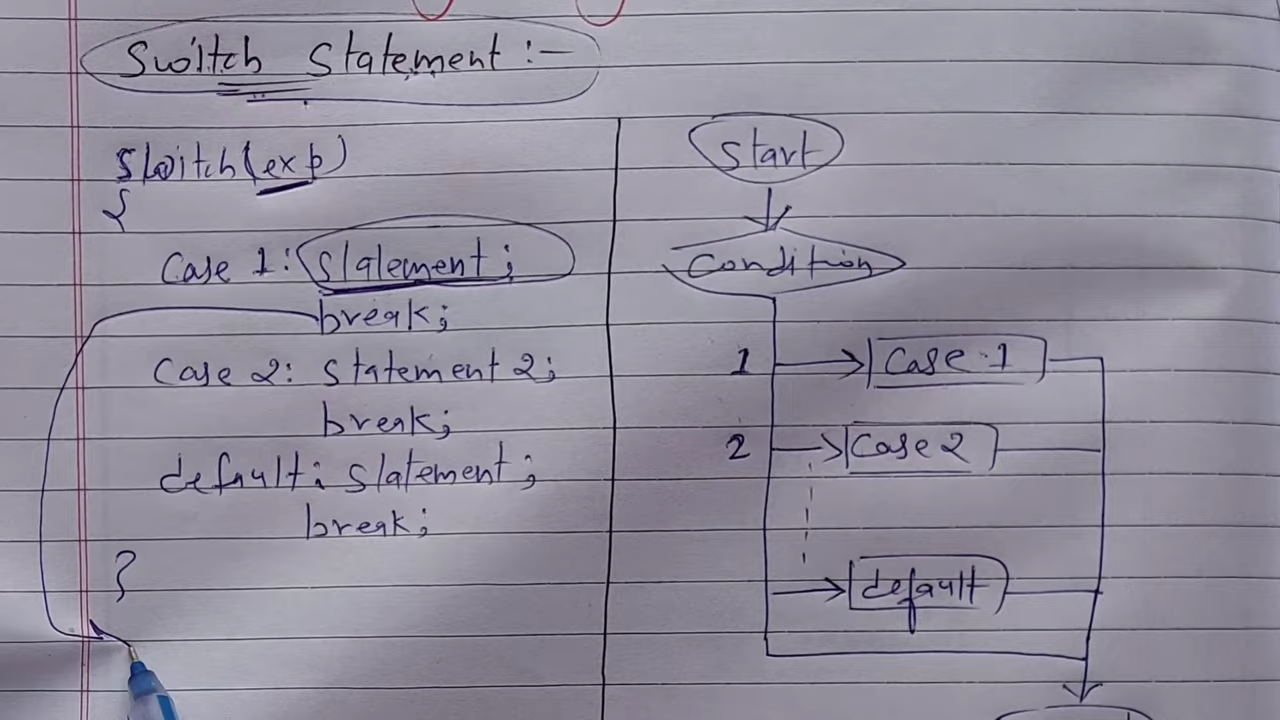 Switch Statement :-
Switch(exp)
{
Case 1: statement;
break;
Case 2: statement 2;
break;
default: statement;
break;
}
Start
Condition
1 Case 1
2 Case 2
default